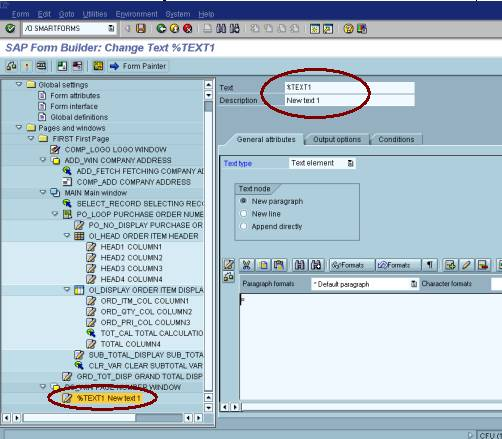 Form Edit Goto Utilities Environment System Help
/0 SMARTFORMS
SAP Form Builder: Change Text %TEXT1
Form Painter
Global settings
Form attributes
Form interface
Global definitions
Pages and windows
FIRST First Page
COMP_LOGO LOGO WINDOW
ADD_WIN COMPANY ADDRESS
ADD_FETCH FETCHING COMPANY AI
COMP_ADD COMPANY ADDRESS
MAIN Main window
SELECT_RECORD SELECTING REC
PO_LOOP PURCHASE ORDER NUME
PO_NO_DISPLAY PURCHASE OR
OI_HEAD ORDER ITEM HEADER
HEAD1 COLUMN1
HEAD2 COLUMN2
HEAD3 COLUMN3
HEAD4 COLUMN4
OI_DISPLAY ORDER ITEM DISPLA
ORD_ITM_COL COLUMN1
ORD_QTY_COL COLUMN2
ORD_PRI_COL COLUMN3
TOT_CAL TOTAL CALCULATIO
TOTAL COLUMN4
SUB_TOTAL_DISPLAY SUB_TOTA
CLR_VAR CLEAR SUBTOTAL VAR
GRD_TOT_DISP GRAND TOTAL DISP
PAGE NUMBER WINDOW
%TEXT1 New text 1
Text %TEXT1
Description New text 1
General attributes Output options Conditions
Text type Text element
Text node
New paragraph
New line
Append directly
Formats Formats
Paragraph formats * Default paragraph Character formats